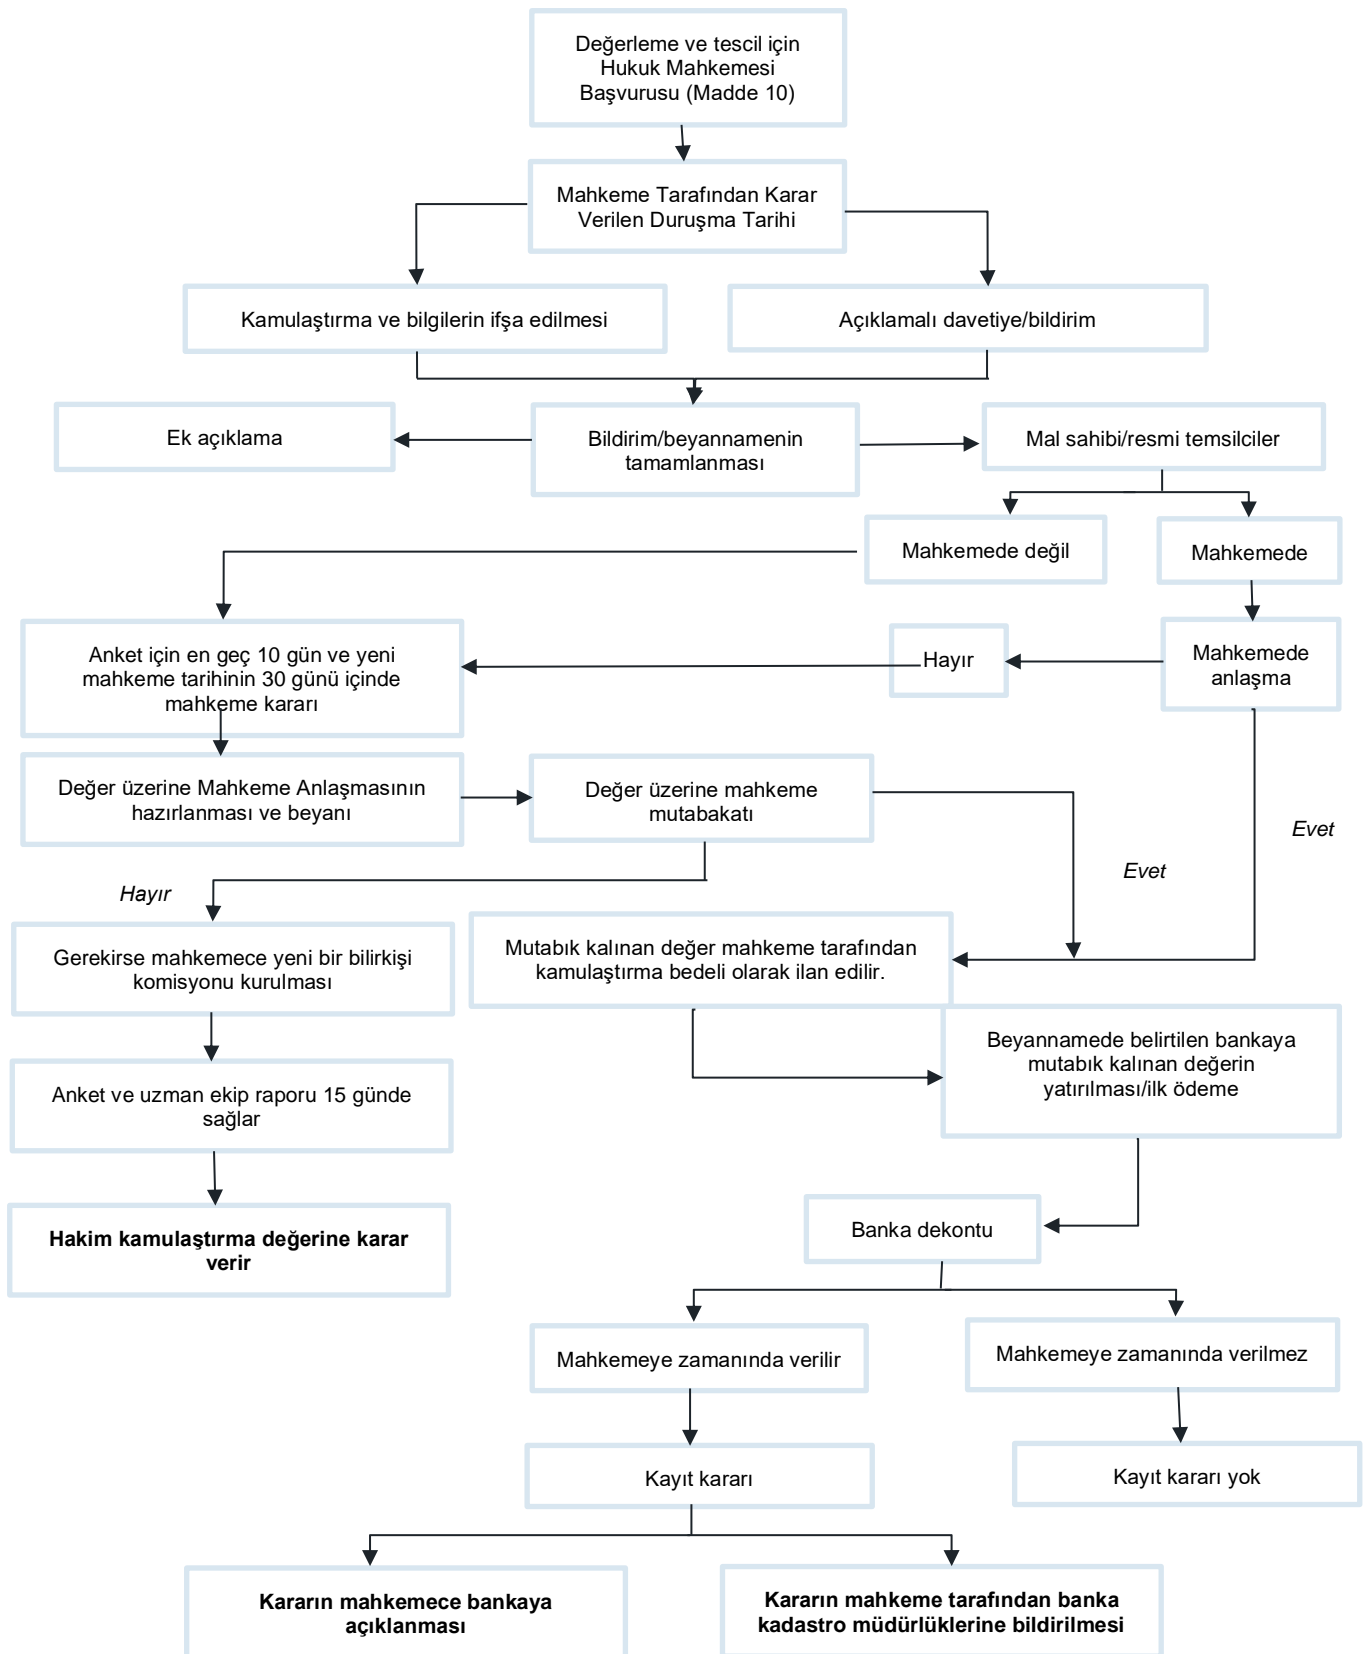 Değerleme ve tescil için
Hukuk Mahkemesi
Başvurusu (Madde 10)
Mahkeme Tarafından Karar
Verilen Duruşma Tarihi
Kamulaştırma ve bilgilerin ifşa edilmesi
Açıklamalı davetiye/bildirim
Ek açıklama
Bildirim/beyannamenin
tamamlanması
Mal sahibi/resmi temsilciler
Mahkemede değil
Mahkemede
Anket için en geç 10 gün ve yeni
mahkeme tarihinin 30 günü içinde
mahkeme kararı
Hayır
Mahkemede
anlaşma
Değer üzerine Mahkeme Anlaşmasının
hazırlanması ve beyanı
Değer üzerine mahkeme
mutabakatı
Evet
Evet
Hayır
Gerekirse mahkemece yeni bir bilirkişi
komisyonu kurulması
Mutabık kalınan değer mahkeme tarafından
kamulaştırma bedeli olarak ilan edilir.
Beyannamede belirtilen bankaya
mutabık kalınan değerin
yatırılması/ilk ödeme
Anket ve uzman ekip raporu 15 günde
sağlar
Hakim kamulaştırma değerine karar
verir
Banka dekontu
Mahkemeye zamanında verilir
Mahkemeye zamanında verilmez
Kayıt kararı
Kayıt kararı yok
Kararın mahkemece bankaya
açıklanması
Kararın mahkeme tarafından banka
kadastro müdürlüklerine bildirilmesi